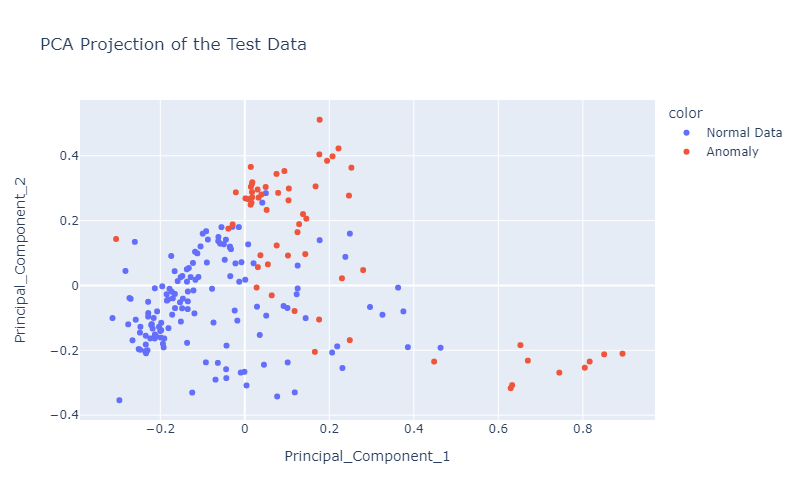 PCA Projection of the Test Data
color
Normal Data
Anomaly
Principal_Component_2
0.4
0.2
0
−0.2
−0.4
−0.2
0
0.2
0.4
0.6
0.8
Principal_Component_1